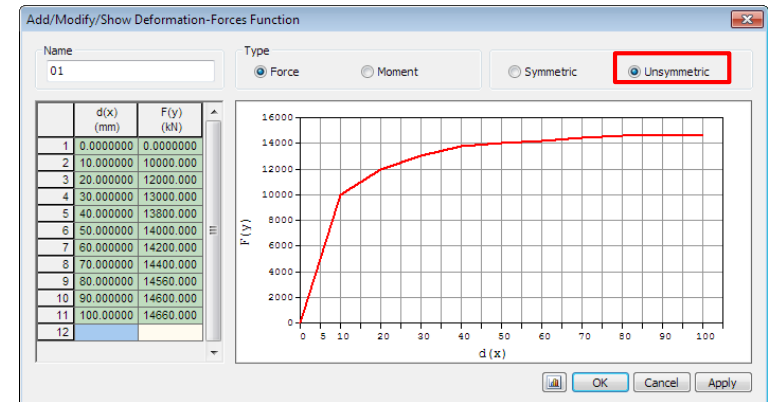 Add/Modify/Show Deformation-Forces Function
Name
01
Type
Force Moment
Symmetric Unsymmetric
d(x) F(y)
(mm) (kN)
1 0.0000000 0.0000000
2 10.000000 10000.000
3 20.000000 12000.000
4 30.000000 13000.000
5 40.000000 13800.000
6 50.000000 14000.000
7 60.000000 14200.000
8 70.000000 14400.000
9 80.000000 14560.000
10 90.000000 14600.000
11 100.00000 14660.000
12
16000
14000
12000
10000
8000
6000
4000
2000
0
F(y)
0 5 10 20 30 40 50 60 70 80 90 100
d(x)
OK Cancel Apply